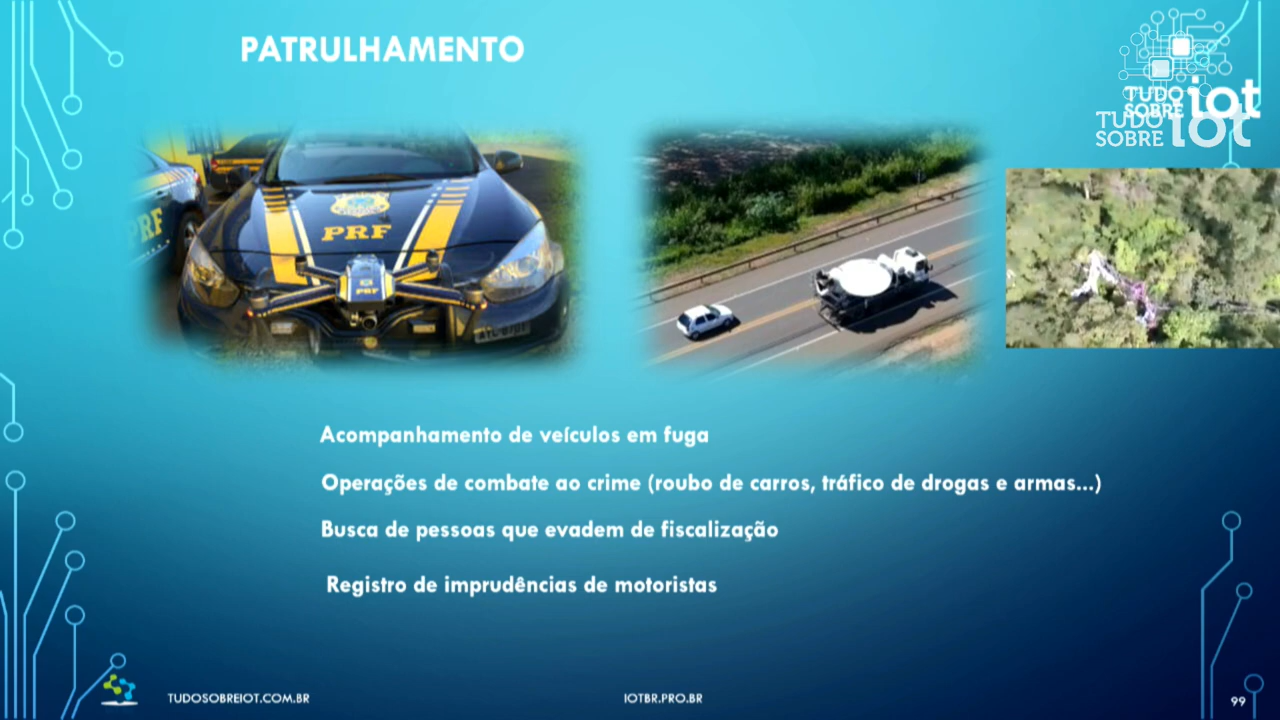 PATRULHAMENTO
TUDO
SOBRE iot
TUDO
SOBRE iot
PRF
PRF
PRF
Acompanhamento de veículos em fuga
Operações de combate ao crime (roubo de carros, tráfico de drogas e armas...)
Busca de pessoas que evadem de fiscalização
Registro de imprudências de motoristas
TUDOSOBREIOT.COM.BR
IOTBR.PRO.BR
99